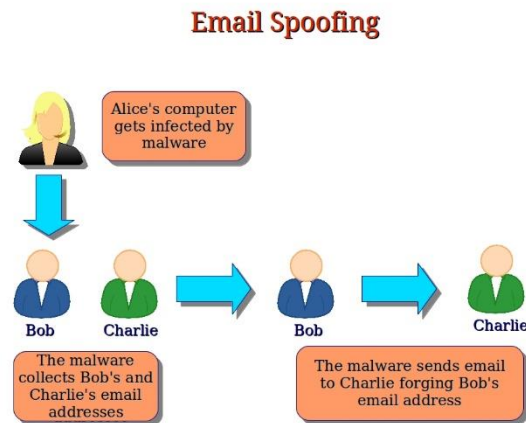 Email Spoofing
Alice's computer
gets infected by
malware
Bob
Charlie
Bob
Charlie
The malware
collects Bob's and
Charlie's email
addresses
The malware sends email
to Charlie forging Bob's
email address